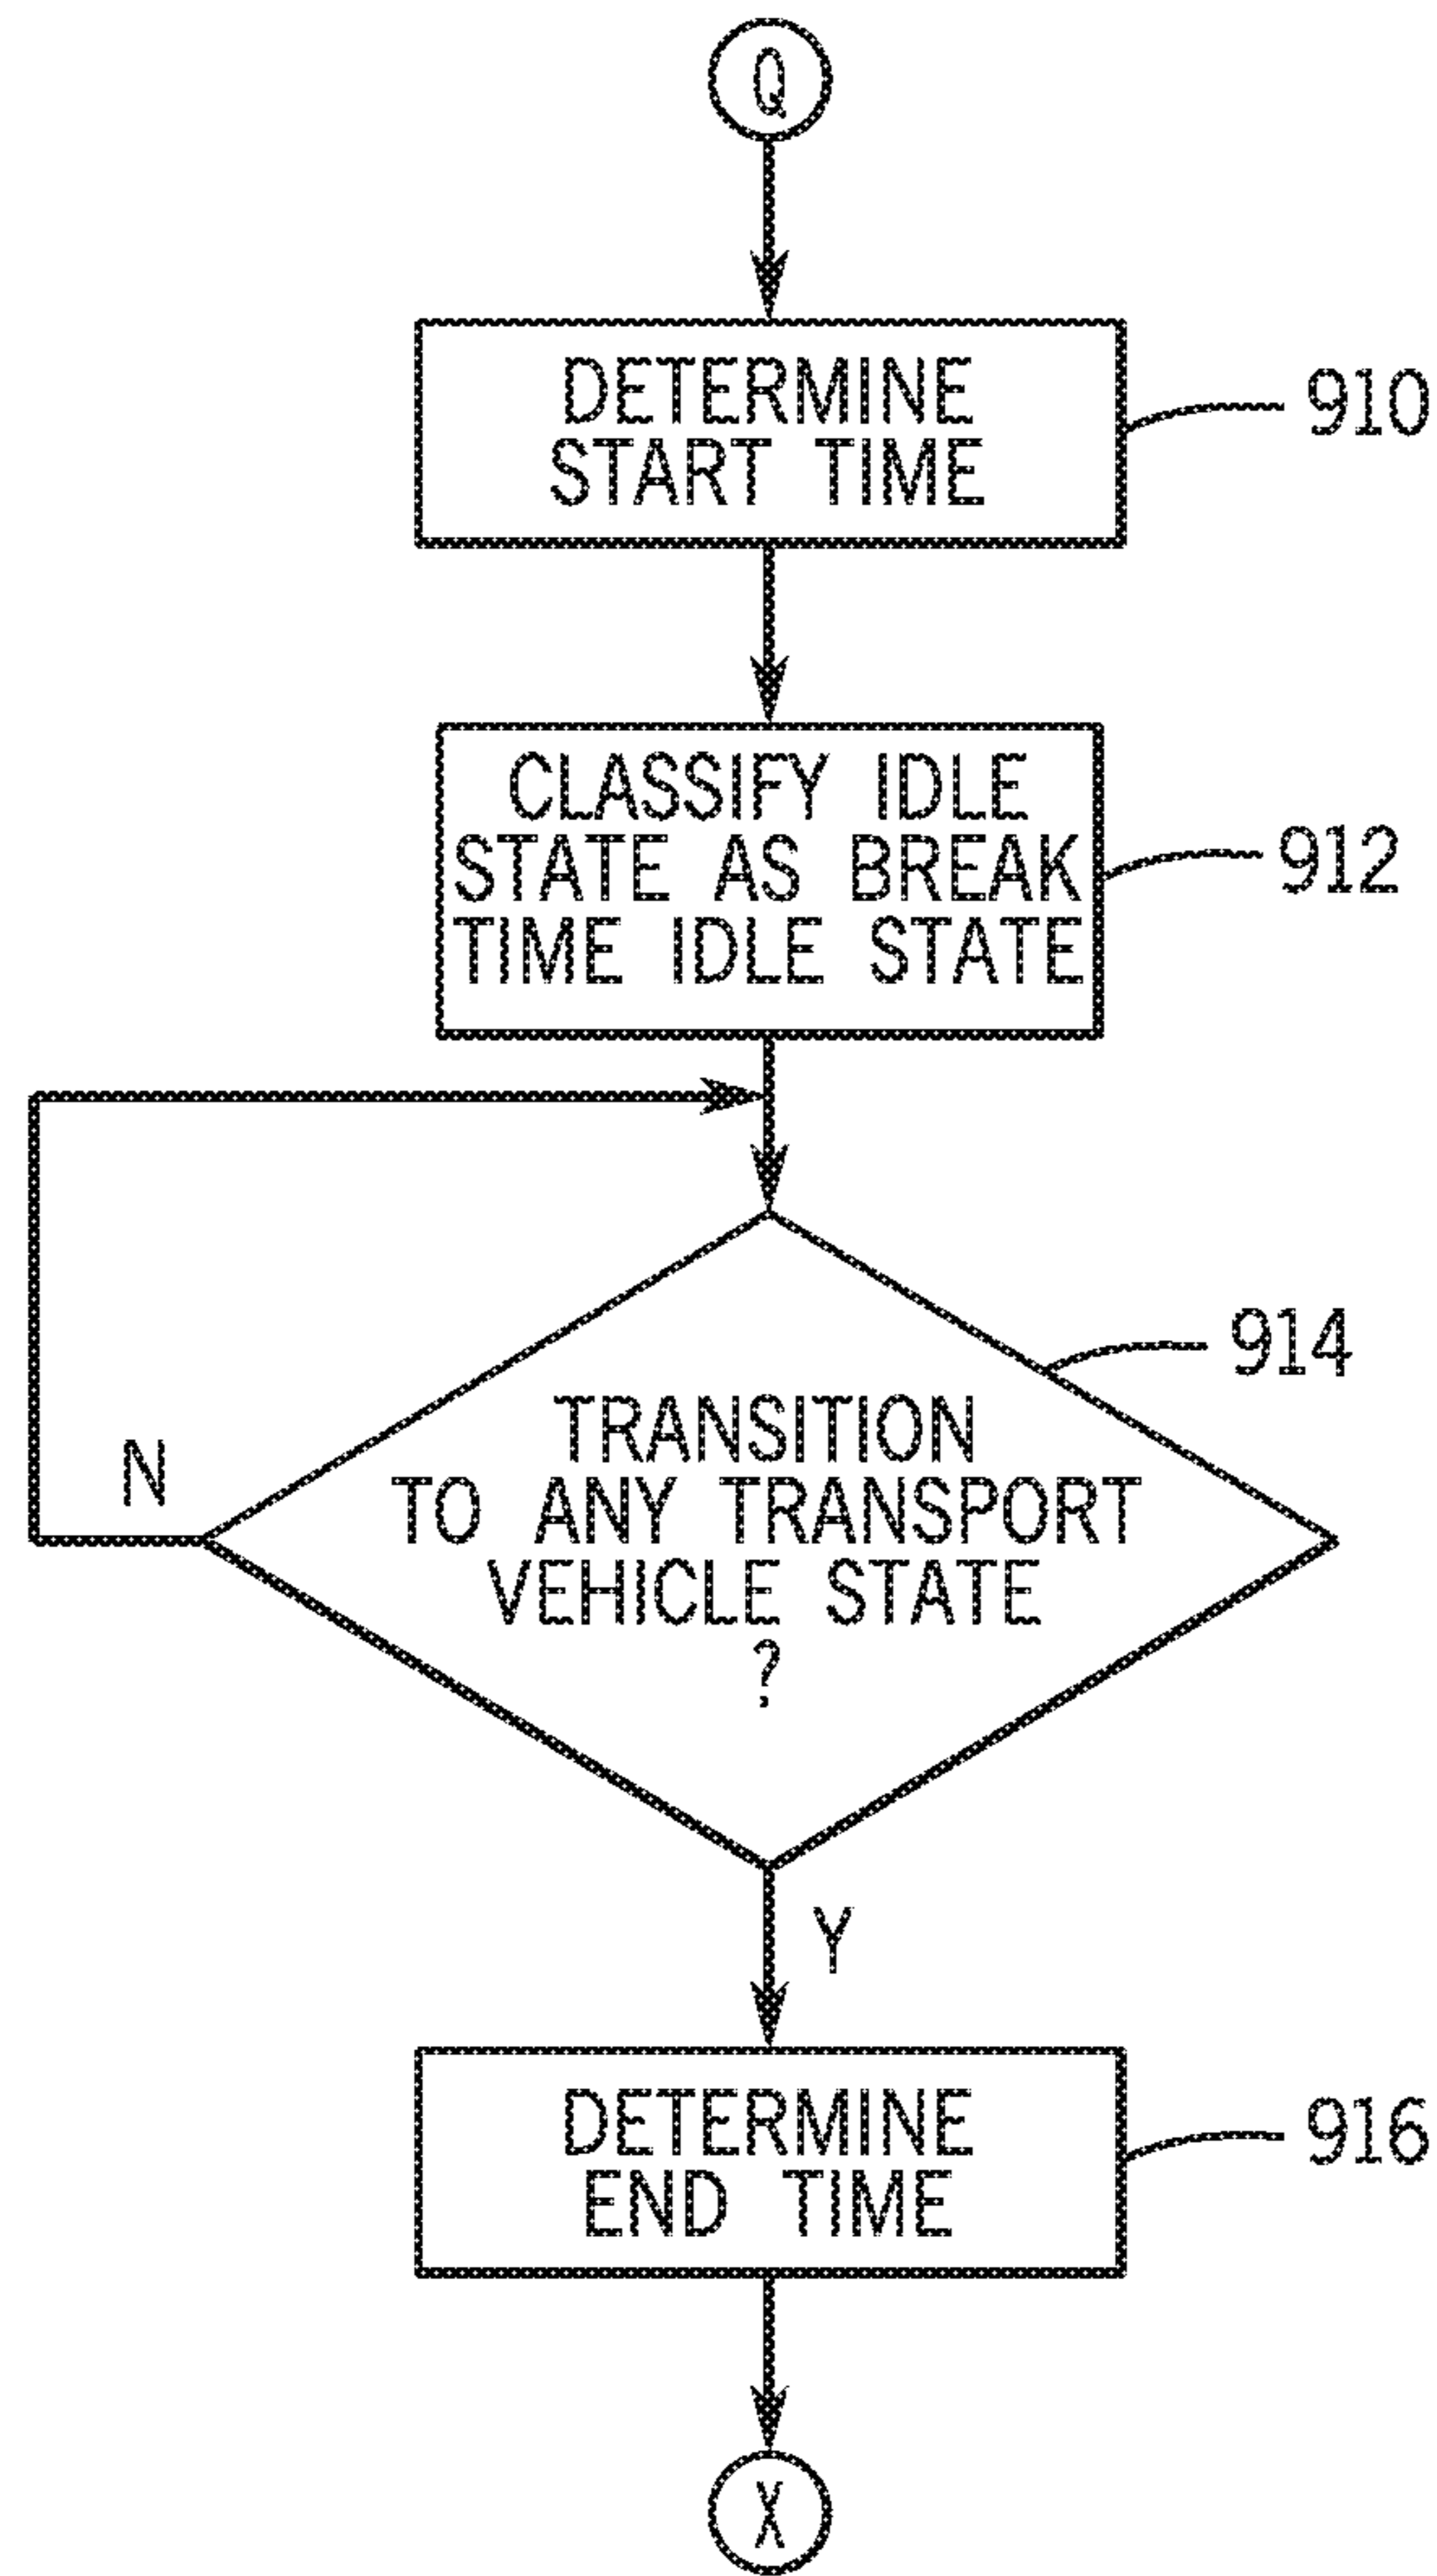 Q
DETERMINE
START TIME
910
CLASSIFY IDLE
STATE AS BREAK
TIME IDLE STATE
912
914
TRANSITION
TO ANY TRANSPORT
VEHICLE STATE
?
N
Y
DETERMINE
END TIME
916
X